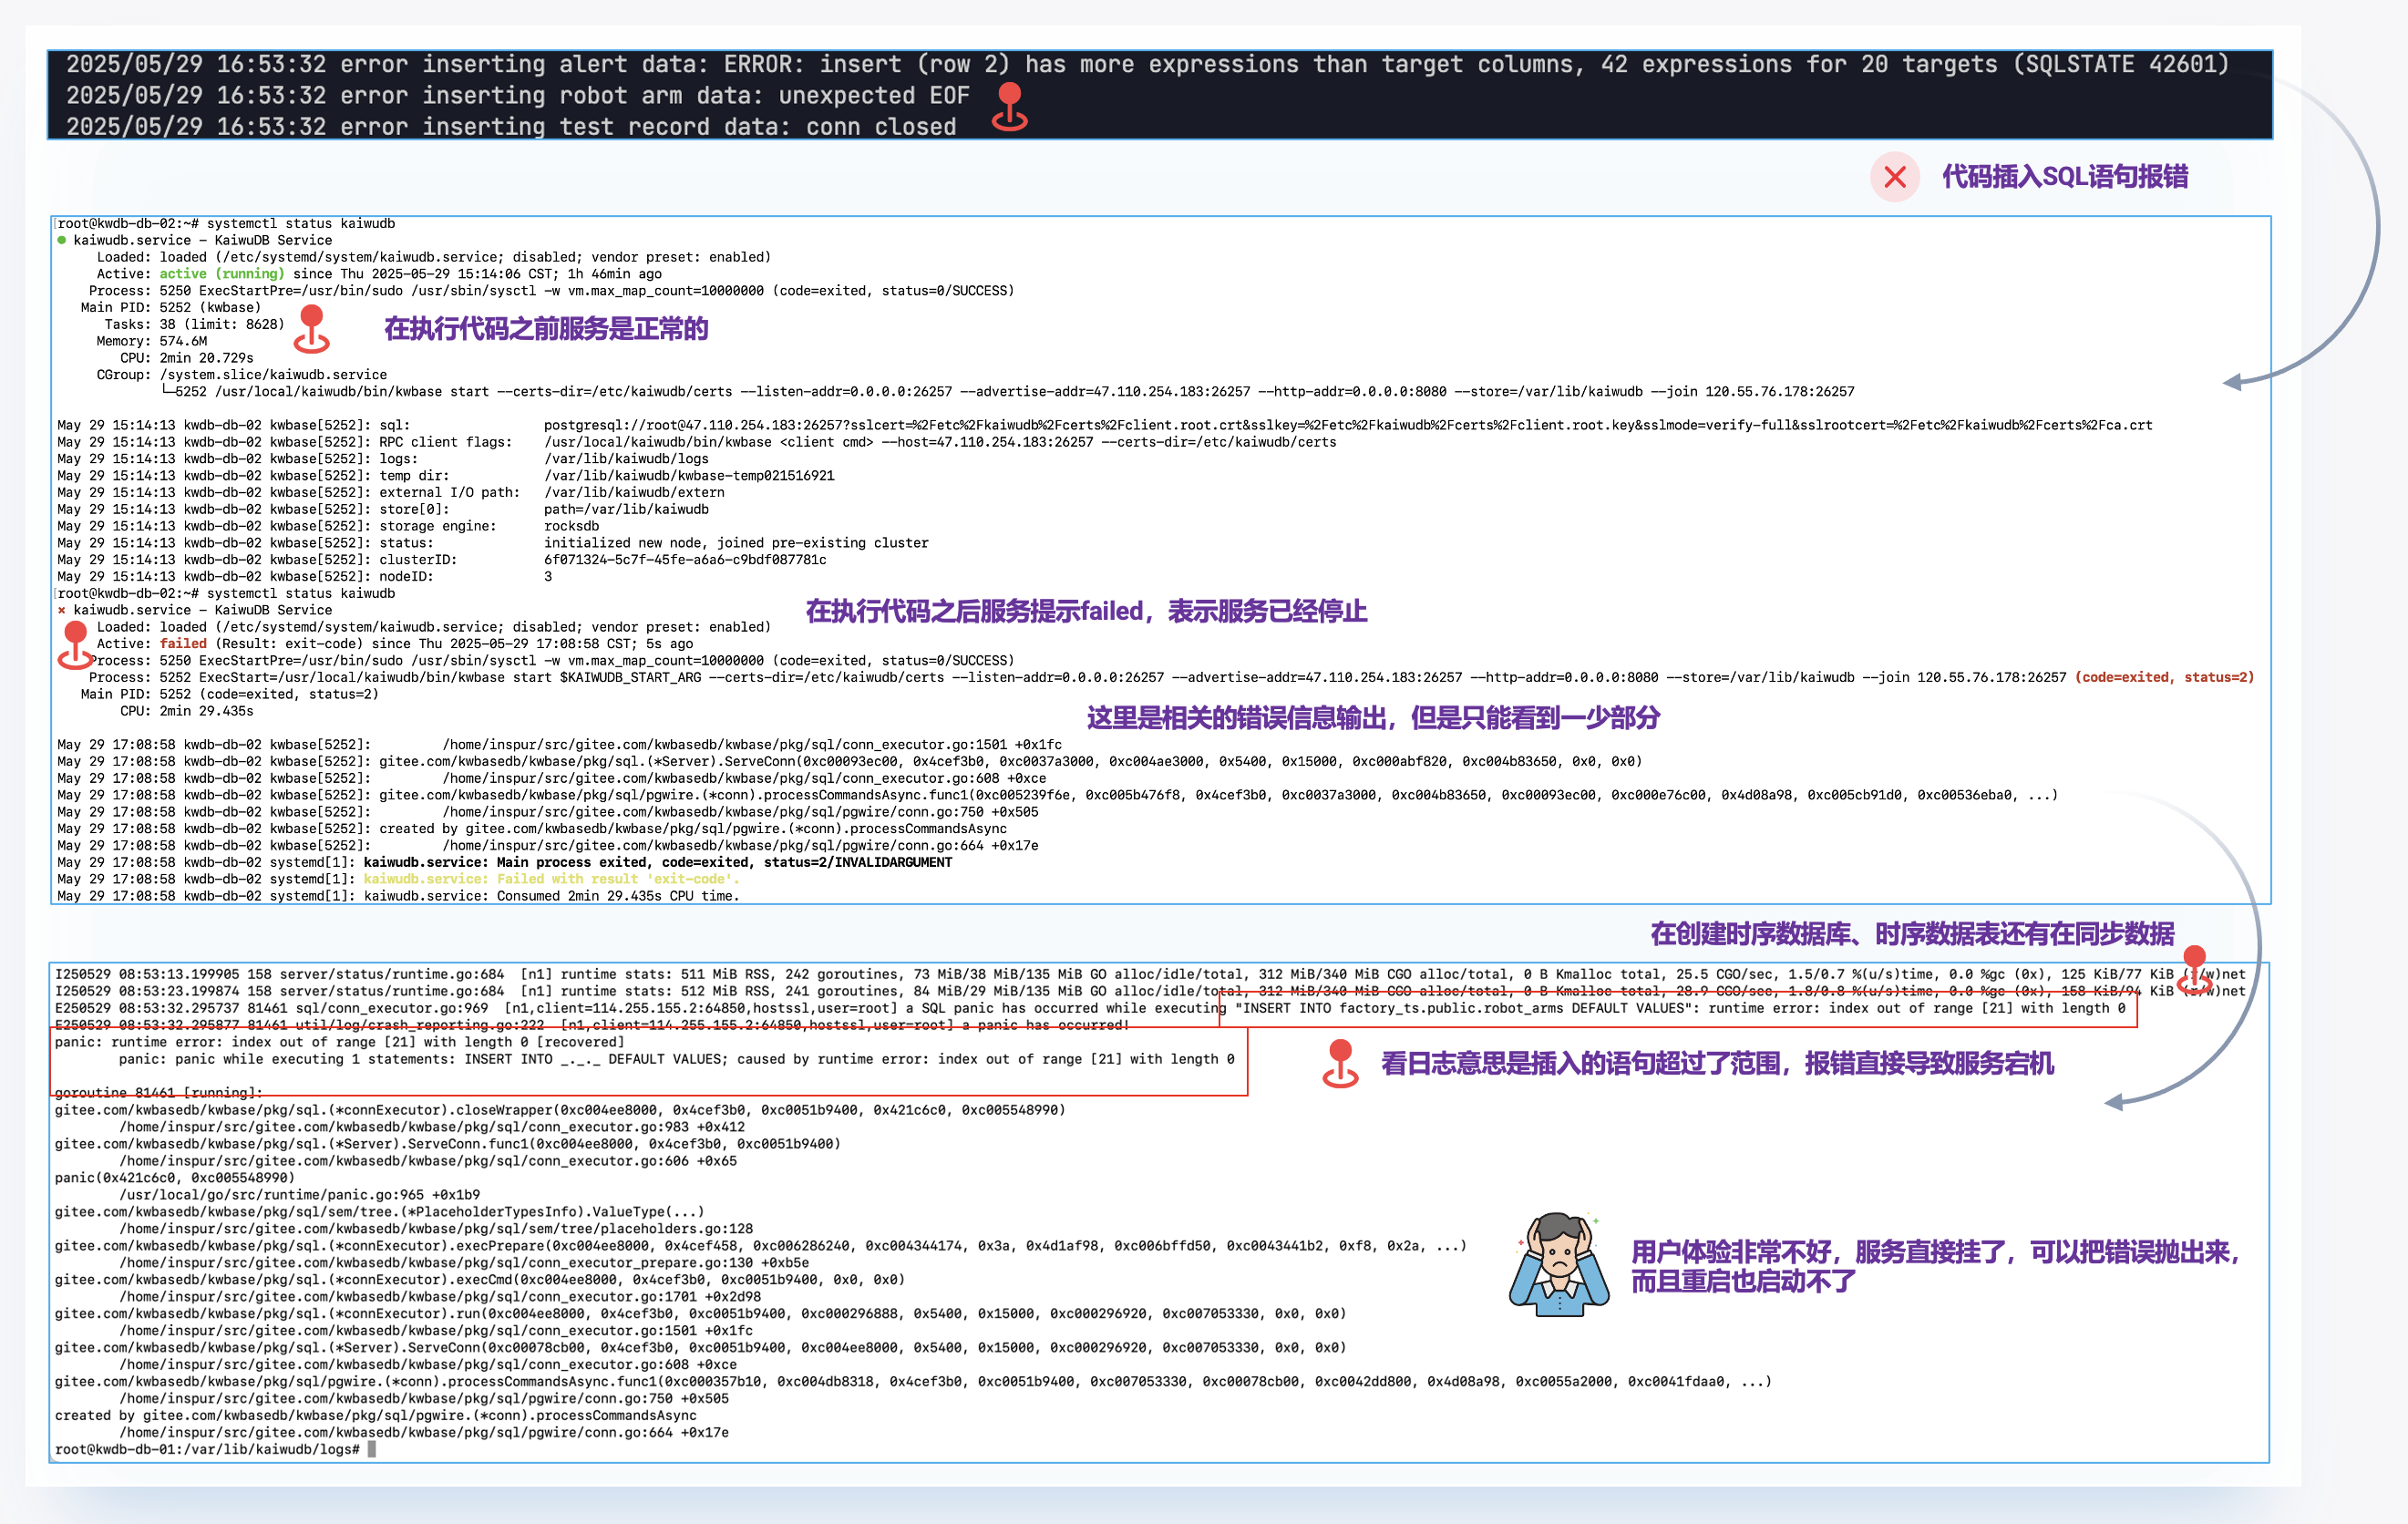 2025/05/29 16:53:32 error inserting alert data: ERROR: insert (row 2) has more expressions than target columns, 42 expressions for 20 targets (SQLSTATE 42601)
2025/05/29 16:53:32 error inserting robot arm data: unexpected EOF
2025/05/29 16:53:32 error inserting test record data: conn closed
代码插入SQL语句报错
[root@kwdb-db-02:~# systemctl status kaiwudb
● kaiwudb.service - KaiwuDB Service
Loaded: loaded (/etc/systemd/system/kaiwudb.service; disabled; vendor preset: enabled)
Active: active (running) since Thu 2025-05-29 15:14:06 CST; 1h 46min ago
Process: 5250 ExecStartPre=/usr/bin/sudo /usr/sbin/sysctl -w vm.max_map_count=10000000 (code=exited, status=0/SUCCESS)
Main PID: 5252 (kwbase)
Tasks: 38 (limit: 8628)
在执行代码之前服务是正常的
Memory: 574.6M
CPU: 2min 20.729s
CGroup: /system.slice/kaiwudb.service
└─5252 /usr/local/kaiwudb/bin/kwbase start --certs-dir=/etc/kaiwudb/certs --listen-addr=0.0.0.0:26257 --advertise-addr=47.110.254.183:26257 --http-addr=0.0.0.0:8080 --store=/var/lib/kaiwudb --join 120.55.76.178:26257
May 29 15:14:13 kwdb-db-02 kwbase[5252]: sql: postgresql://root@47.110.254.183:26257?sslcert=%2Fetc%2Fkaiwudb%2Fcerts%2Fclient.root.crt&sslkey=%2Fetc%2Fkaiwudb%2Fcerts%2Fclient.root.key&sslmode=verify-full&sslrootcert=%2Fetc%2Fkaiwudb%2Fcerts%2Fca.crt
May 29 15:14:13 kwdb-db-02 kwbase[5252]: RPC client flags: /usr/local/kaiwudb/bin/kwbase <client cmd> --host=47.110.254.183:26257 --certs-dir=/etc/kaiwudb/certs
May 29 15:14:13 kwdb-db-02 kwbase[5252]: logs: /var/lib/kaiwudb/logs
May 29 15:14:13 kwdb-db-02 kwbase[5252]: temp dir: /var/lib/kaiwudb/kwbase-temp021516921
May 29 15:14:13 kwdb-db-02 kwbase[5252]: external I/O path: /var/lib/kaiwudb/extern
May 29 15:14:13 kwdb-db-02 kwbase[5252]: store[0]: path=/var/lib/kaiwudb
May 29 15:14:13 kwdb-db-02 kwbase[5252]: storage engine: rocksdb
May 29 15:14:13 kwdb-db-02 kwbase[5252]: status: initialized new node, joined pre-existing cluster
May 29 15:14:13 kwdb-db-02 kwbase[5252]: clusterID: 6f071324-5c7f-45fe-a6a6-c9bdf087781c
May 29 15:14:13 kwdb-db-02 kwbase[5252]: nodeID: 3
[root@kwdb-db-02:~# systemctl status kaiwudb
× kaiwudb.service - KaiwuDB Service
在执行代码之后服务提示failed，表示服务已经停止
Loaded: loaded (/etc/systemd/system/kaiwudb.service; disabled; vendor preset: enabled)
Active: failed (Result: exit-code) since Thu 2025-05-29 17:08:58 CST; 5s ago
Process: 5250 ExecStartPre=/usr/bin/sudo /usr/sbin/sysctl -w vm.max_map_count=10000000 (code=exited, status=0/SUCCESS)
Process: 5252 ExecStart=/usr/local/kaiwudb/bin/kwbase start $KAIWUDB_START_ARG --certs-dir=/etc/kaiwudb/certs --listen-addr=0.0.0.0:26257 --advertise-addr=47.110.254.183:26257 --http-addr=0.0.0.0:8080 --store=/var/lib/kaiwudb --join 120.55.76.178:26257 (code=exited, status=2)
Main PID: 5252 (code=exited, status=2)
CPU: 2min 29.435s
这里是相关的错误信息输出，但是只能看到一少部分
May 29 17:08:58 kwdb-db-02 kwbase[5252]: /home/inspur/src/gitee.com/kwbasedb/kwbase/pkg/sql/conn_executor.go:1501 +0x1fc
May 29 17:08:58 kwdb-db-02 kwbase[5252]: gitee.com/kwbasedb/kwbase/pkg/sql.(*Server).ServeConn(0xc00093ec00, 0x4cef3b0, 0xc0037a3000, 0xc004ae3000, 0x5400, 0x15000, 0xc000abf820, 0xc004b83650, 0x0, 0x0)
May 29 17:08:58 kwdb-db-02 kwbase[5252]: /home/inspur/src/gitee.com/kwbasedb/kwbase/pkg/sql/conn_executor.go:608 +0xce
May 29 17:08:58 kwdb-db-02 kwbase[5252]: gitee.com/kwbasedb/kwbase/pkg/sql/pgwire.(*conn).processCommandsAsync.func1(0xc005239f6e, 0xc005b476f8, 0x4cef3b0, 0xc0037a3000, 0xc004b83650, 0xc00093ec00, 0xc000e76c00, 0x4d08a98, 0xc005cb91d0, 0xc00536eba0, ...)
May 29 17:08:58 kwdb-db-02 kwbase[5252]: /home/inspur/src/gitee.com/kwbasedb/kwbase/pkg/sql/pgwire/conn.go:750 +0x505
May 29 17:08:58 kwdb-db-02 kwbase[5252]: created by gitee.com/kwbasedb/kwbase/pkg/sql/pgwire.(*conn).processCommandsAsync
May 29 17:08:58 kwdb-db-02 kwbase[5252]: /home/inspur/src/gitee.com/kwbasedb/kwbase/pkg/sql/pgwire/conn.go:664 +0x17e
May 29 17:08:58 kwdb-db-02 systemd[1]: kaiwudb.service: Main process exited, code=exited, status=2/INVALIDARGUMENT
May 29 17:08:58 kwdb-db-02 systemd[1]: kaiwudb.service: Failed with result 'exit-code'.
May 29 17:08:58 kwdb-db-02 systemd[1]: kaiwudb.service: Consumed 2min 29.435s CPU time.
在创建时序数据库、时序数据表还有在同步数据
I250529 08:53:13.199905 158 server/status/runtime.go:684 [n1] runtime stats: 511 MiB RSS, 242 goroutines, 73 MiB/38 MiB/135 MiB GO alloc/idle/total, 312 MiB/340 MiB CGO alloc/total, 0 B Kmalloc total, 25.5 CGO/sec, 1.5/0.7 %(u/s)time, 0.0 %gc (0x), 125 KiB/77 KiB (r/w)net
I250529 08:53:23.199874 158 server/status/runtime.go:684 [n1] runtime stats: 512 MiB RSS, 241 goroutines, 84 MiB/29 MiB/135 MiB GO alloc/idle/total, 312 MiB/340 MiB CGO alloc/total, 0 B Kmalloc total, 28.9 CGO/sec, 1.8/0.8 %(u/s)time, 0.0 %gc (0x), 158 KiB/94 KiB (r/w)net
E250529 08:53:32.295737 81461 sql/conn_executor.go:969 [n1,client=114.255.155.2:64850,hostssl,user=root] a SQL panic has occurred while executing "INSERT INTO factory_ts.public.robot_arms DEFAULT VALUES": runtime error: index out of range [21] with length 0
E250529 08:53:32.295877 81461 util/log/crash_reporting.go:222 [n1,client=114.255.155.2:64850,hostssl,user=root] a panic has occurred!
panic: runtime error: index out of range [21] with length 0 [recovered]
panic: panic while executing 1 statements: INSERT INTO _._._ DEFAULT VALUES; caused by runtime error: index out of range [21] with length 0
看日志意思是插入的语句超过了范围，报错直接导致服务宕机
goroutine 81461 [running]:
gitee.com/kwbasedb/kwbase/pkg/sql.(*connExecutor).closeWrapper(0xc004ee8000, 0x4cef3b0, 0xc0051b9400, 0x421c6c0, 0xc005548990)
/home/inspur/src/gitee.com/kwbasedb/kwbase/pkg/sql/conn_executor.go:983 +0x412
gitee.com/kwbasedb/kwbase/pkg/sql.(*Server).ServeConn.func1(0xc004ee8000, 0x4cef3b0, 0xc0051b9400)
/home/inspur/src/gitee.com/kwbasedb/kwbase/pkg/sql/conn_executor.go:606 +0x65
panic(0x421c6c0, 0xc005548990)
/usr/local/go/src/runtime/panic.go:965 +0x1b9
gitee.com/kwbasedb/kwbase/pkg/sql/sem/tree.(*PlaceholderTypesInfo).ValueType(...)
/home/inspur/src/gitee.com/kwbasedb/kwbase/pkg/sql/sem/tree/placeholders.go:128
gitee.com/kwbasedb/kwbase/pkg/sql.(*connExecutor).execPrepare(0xc004ee8000, 0x4cef458, 0xc006286240, 0xc004344174, 0x3a, 0x4d1af98, 0xc006bffd50, 0xc0043441b2, 0xf8, 0x2a, ...)
/home/inspur/src/gitee.com/kwbasedb/kwbase/pkg/sql/conn_executor_prepare.go:130 +0xb5e
gitee.com/kwbasedb/kwbase/pkg/sql.(*connExecutor).execCmd(0xc004ee8000, 0x4cef3b0, 0xc0051b9400, 0x0, 0x0)
/home/inspur/src/gitee.com/kwbasedb/kwbase/pkg/sql/conn_executor.go:1701 +0x2d98
gitee.com/kwbasedb/kwbase/pkg/sql.(*connExecutor).run(0xc004ee8000, 0x4cef3b0, 0xc0051b9400, 0xc000296888, 0x5400, 0x15000, 0xc000296920, 0xc007053330, 0x0, 0x0)
/home/inspur/src/gitee.com/kwbasedb/kwbase/pkg/sql/conn_executor.go:1501 +0x1fc
gitee.com/kwbasedb/kwbase/pkg/sql.(*Server).ServeConn(0xc00078cb00, 0x4cef3b0, 0xc0051b9400, 0xc004ee8000, 0x5400, 0x15000, 0xc000296920, 0xc007053330, 0x0, 0x0)
/home/inspur/src/gitee.com/kwbasedb/kwbase/pkg/sql/conn_executor.go:608 +0xce
gitee.com/kwbasedb/kwbase/pkg/sql/pgwire.(*conn).processCommandsAsync.func1(0xc000357b10, 0xc004db8318, 0x4cef3b0, 0xc0051b9400, 0xc007053330, 0xc00078cb00, 0xc0042dd800, 0x4d08a98, 0xc0055a2000, 0xc0041fdaa0, ...)
/home/inspur/src/gitee.com/kwbasedb/kwbase/pkg/sql/pgwire/conn.go:750 +0x505
created by gitee.com/kwbasedb/kwbase/pkg/sql/pgwire.(*conn).processCommandsAsync
/home/inspur/src/gitee.com/kwbasedb/kwbase/pkg/sql/pgwire/conn.go:664 +0x17e
root@kwdb-db-01:/var/lib/kaiwudb/logs#
用户体验非常不好，服务直接挂了，可以把错误抛出来，
而且重启也启动不了